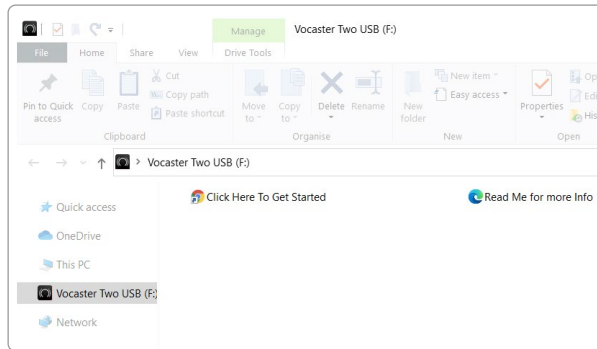 Manage
Vocaster Two USB (F:)
File
Home
Share
View
Drive Tools
Pin to Quick access
Copy
Paste
Cut
Copy path
Paste shortcut
Move to
Copy to
Delete
Rename
New folder
New item
Easy access
Properties
Op
Edi
His
Clipboard
Organise
New
Open
Vocaster Two USB (F:)
Quick access
OneDrive
This PC
Vocaster Two USB (F:)
Network
Click Here To Get Started
Read Me for more Info